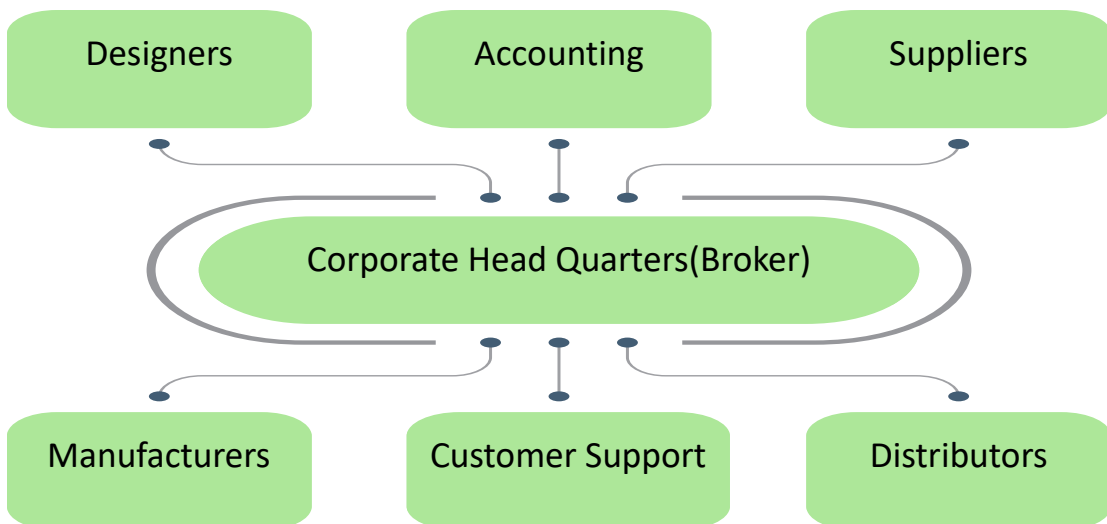 Designers
Accounting
Suppliers
Corporate Head Quarters(Broker)
Manufacturers
Customer Support
Distributors